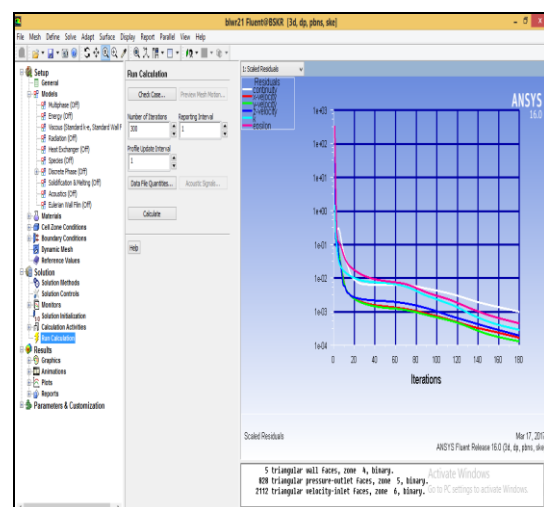 blwr21 Fluent@BSKR [3d, dp, pbns, ske]
File Mesh Define Solve Adapt Surface Display Report Parallel View Help
Setup
General
Models
Multiphase (Off)
Energy (Off)
Viscous (Standard k-e, Standard Wall F
Radiation (Off)
Heat Exchanger (Off)
Species (Off)
Discrete Phase (Off)
Solidification & Melting (Off)
Acoustics (Off)
Eulerian Wall Film (Off)
Materials
Cell Zone Conditions
Boundary Conditions
Dynamic Mesh
Reference Values
Solution
Solution Methods
Solution Controls
Monitors
Solution Initialization
Calculation Activities
Run Calculation
Results
Graphics
Animations
Plots
Reports
Parameters & Customization
Run Calculation
Check Case... Preview Mesh Motion...
Number of Iterations Reporting Interval
300 1
Profile Update Interval
1
Data File Quantities... Acoustic Signals...
Calculate
Help
1: Scaled Residuals
Residuals
continuity
x-velocity
y-velocity
z-velocity
k
epsilon
ANSYS
16.0
1e+03
1e+02
1e+01
1e+00
1e-01
1e-02
1e-03
1e-04
0 20 40 60 80 100 120 140 160 180
Iterations
Scaled Residuals
Mar 17, 2017
ANSYS Fluent Release 16.0 (3d, dp, pbns, ske
5 triangular wall faces, zone 4, binary.
828 triangular pressure-outlet faces, zone 5, binary.
2112 triangular velocity-inlet faces, zone 6, binary.
Activate Windows
Go to PC settings to activate Windows.